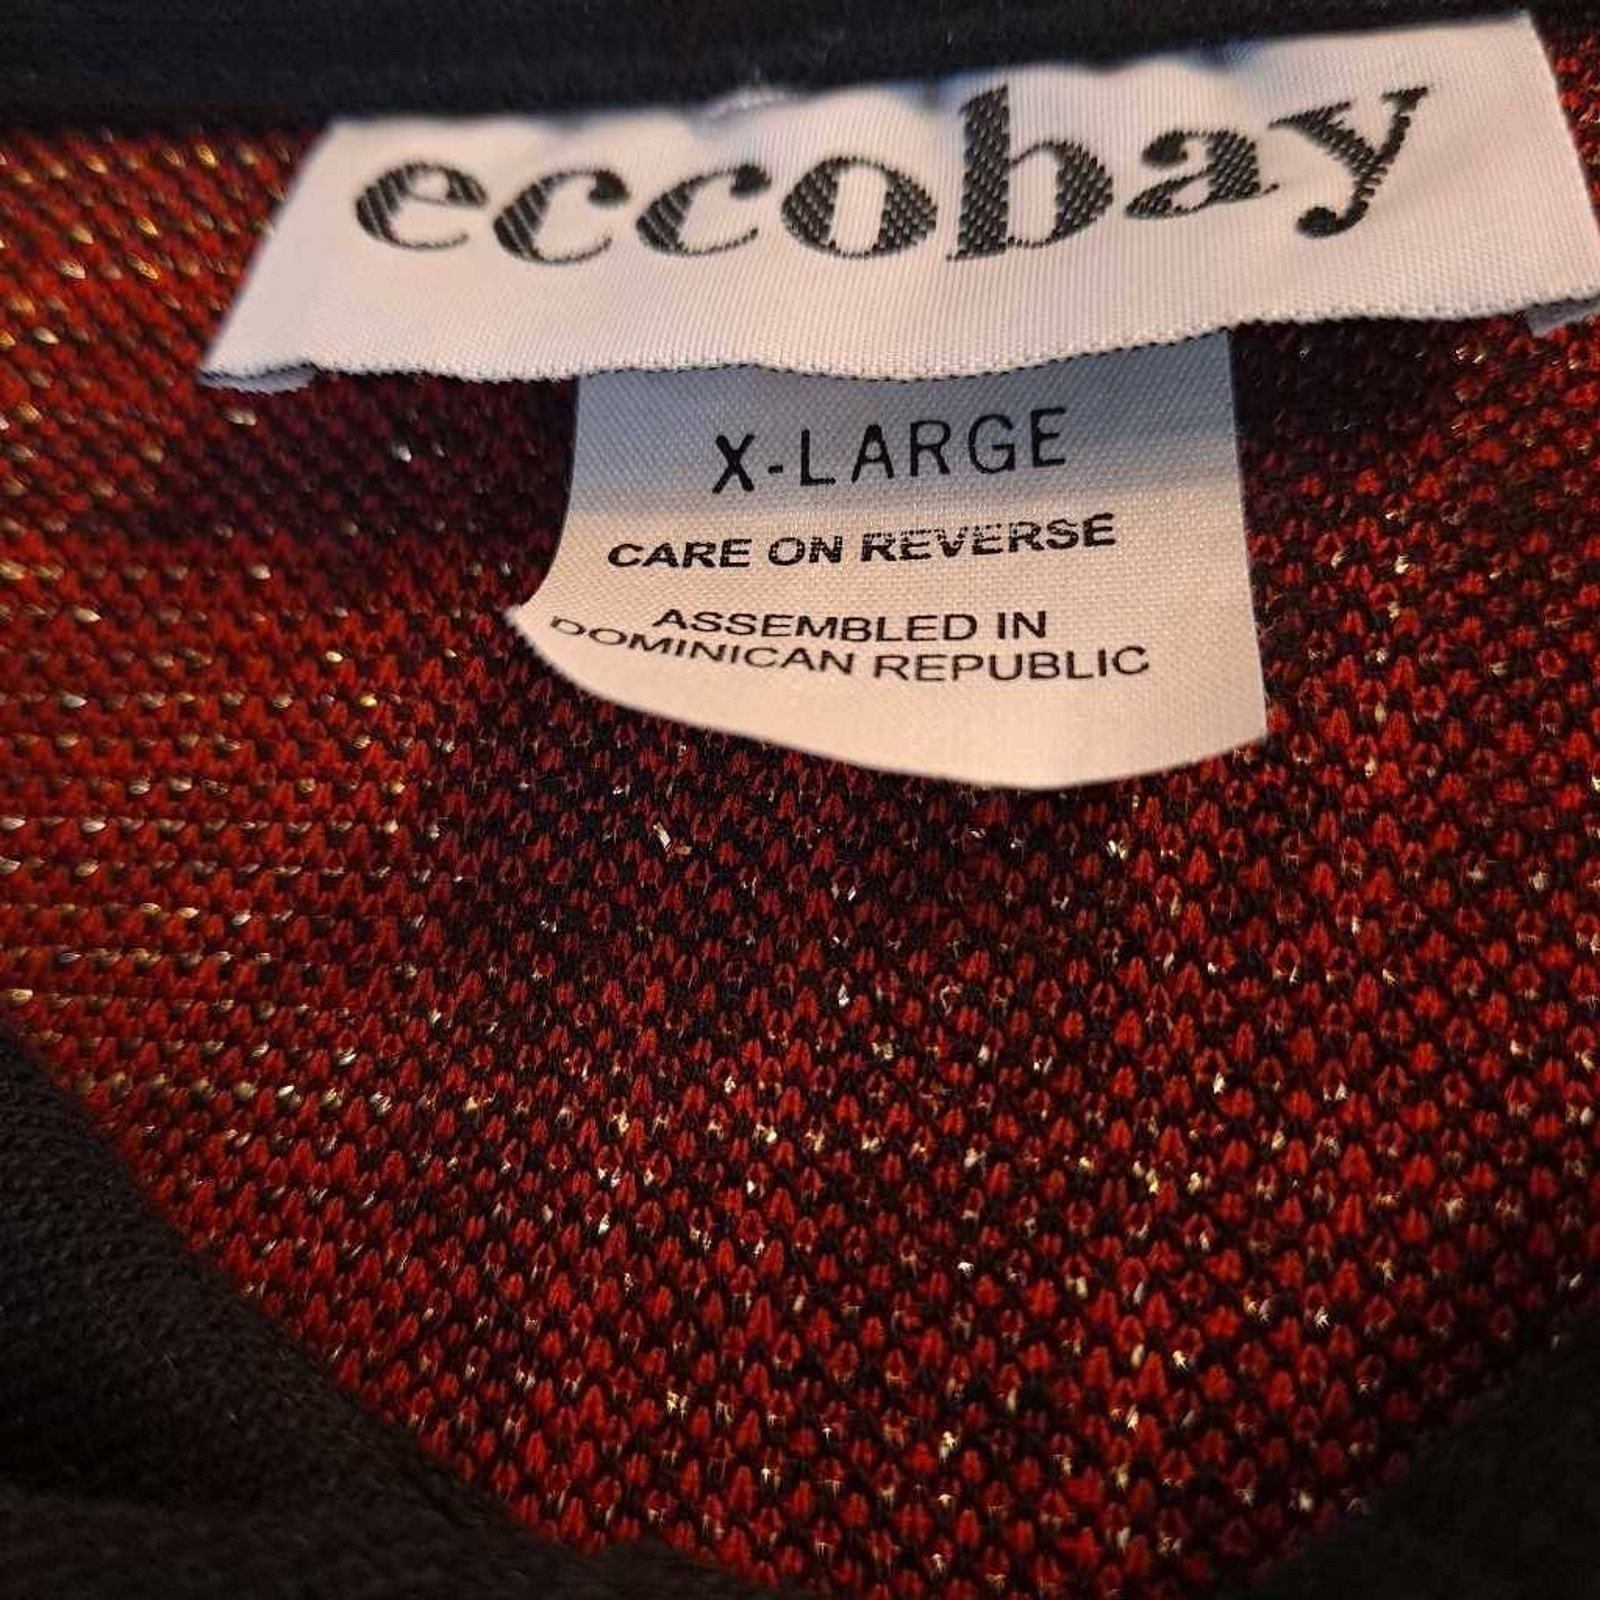 eccobay
X-LARGE
CARE ON REVERSE
ASSEMBLED IN
DOMINICAN REPUBLIC